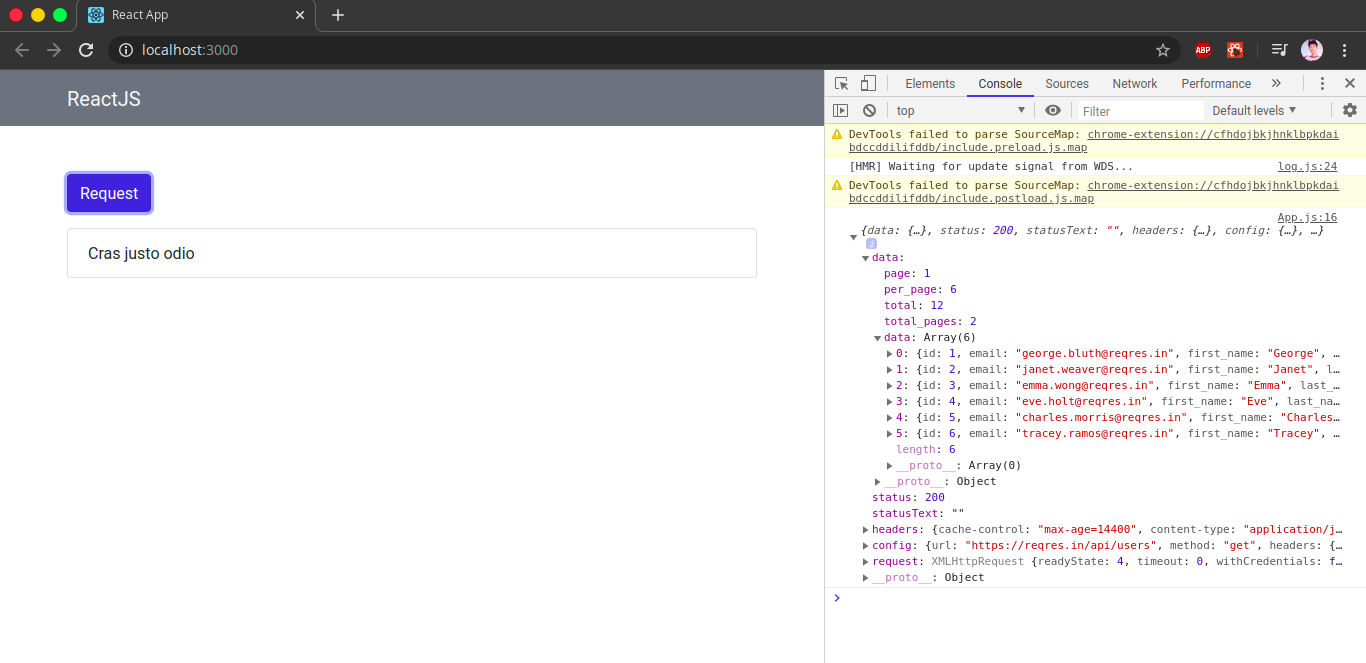 React App
localhost:3000
ABP
ReactJS
Request
Cras justo odio
Elements Console Sources Network Performance »
top Filter Default levels
DevTools failed to parse SourceMap: chrome-extension://cfhdojbkjhnklbpkdai
bdccddilifddb/include.preload.js.map
[HMR] Waiting for update signal from WDS... log.js:24
DevTools failed to parse SourceMap: chrome-extension://cfhdojbkjhnklbpkdai
bdccddilifddb/include.postload.js.map
App.js:16
{data: {…}, status: 200, statusText: "", headers: {…}, config: {…}, …}
i
data:
page: 1
per_page: 6
total: 12
total_pages: 2
data: Array(6)
0: {id: 1, email: "george.bluth@reqres.in", first_name: "George", …
1: {id: 2, email: "janet.weaver@reqres.in", first_name: "Janet", l…
2: {id: 3, email: "emma.wong@reqres.in", first_name: "Emma", last_…
3: {id: 4, email: "eve.holt@reqres.in", first_name: "Eve", last_na…
4: {id: 5, email: "charles.morris@reqres.in", first_name: "Charles…
5: {id: 6, email: "tracey.ramos@reqres.in", first_name: "Tracey", …
length: 6
__proto__: Array(0)
__proto__: Object
status: 200
statusText: ""
headers: {cache-control: "max-age=14400", content-type: "application/j…
config: {url: "https://reqres.in/api/users", method: "get", headers: {…
request: XMLHttpRequest {readyState: 4, timeout: 0, withCredentials: f…
__proto__: Object